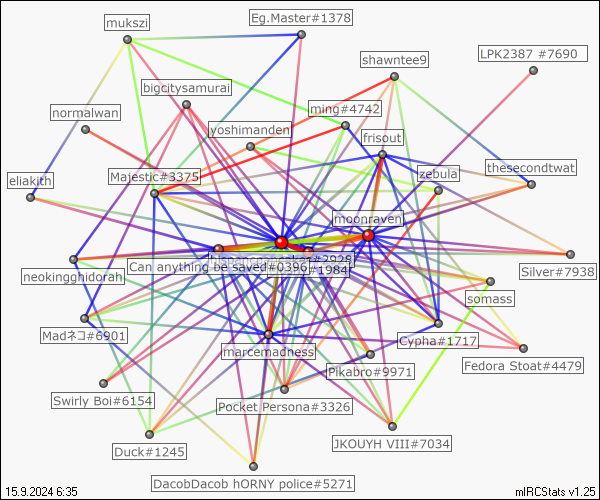 mukszi
Eg.Master#1378
shawntee9
LPK2387 #7690
bigcitysamurai
ming#4742
normalwan
yoshimanden
frisout
eliakith
Majestic#3375
zebula
thesecondtwat
moonraven
#2928
Can anything be saved#0396
1984
neokingghidorah
Silver#7938
somass
Madネコ#6901
marcemadness
Cypha#1717
Pikabro#9971
Fedora Stoat#4479
Swirly Boi#6154
Pocket Persona#3326
Duck#1245
JKOUYH VIII#7034
DacobDacob hORNY police#5271
15.9.2024 6:35
mIRCStats v1.25